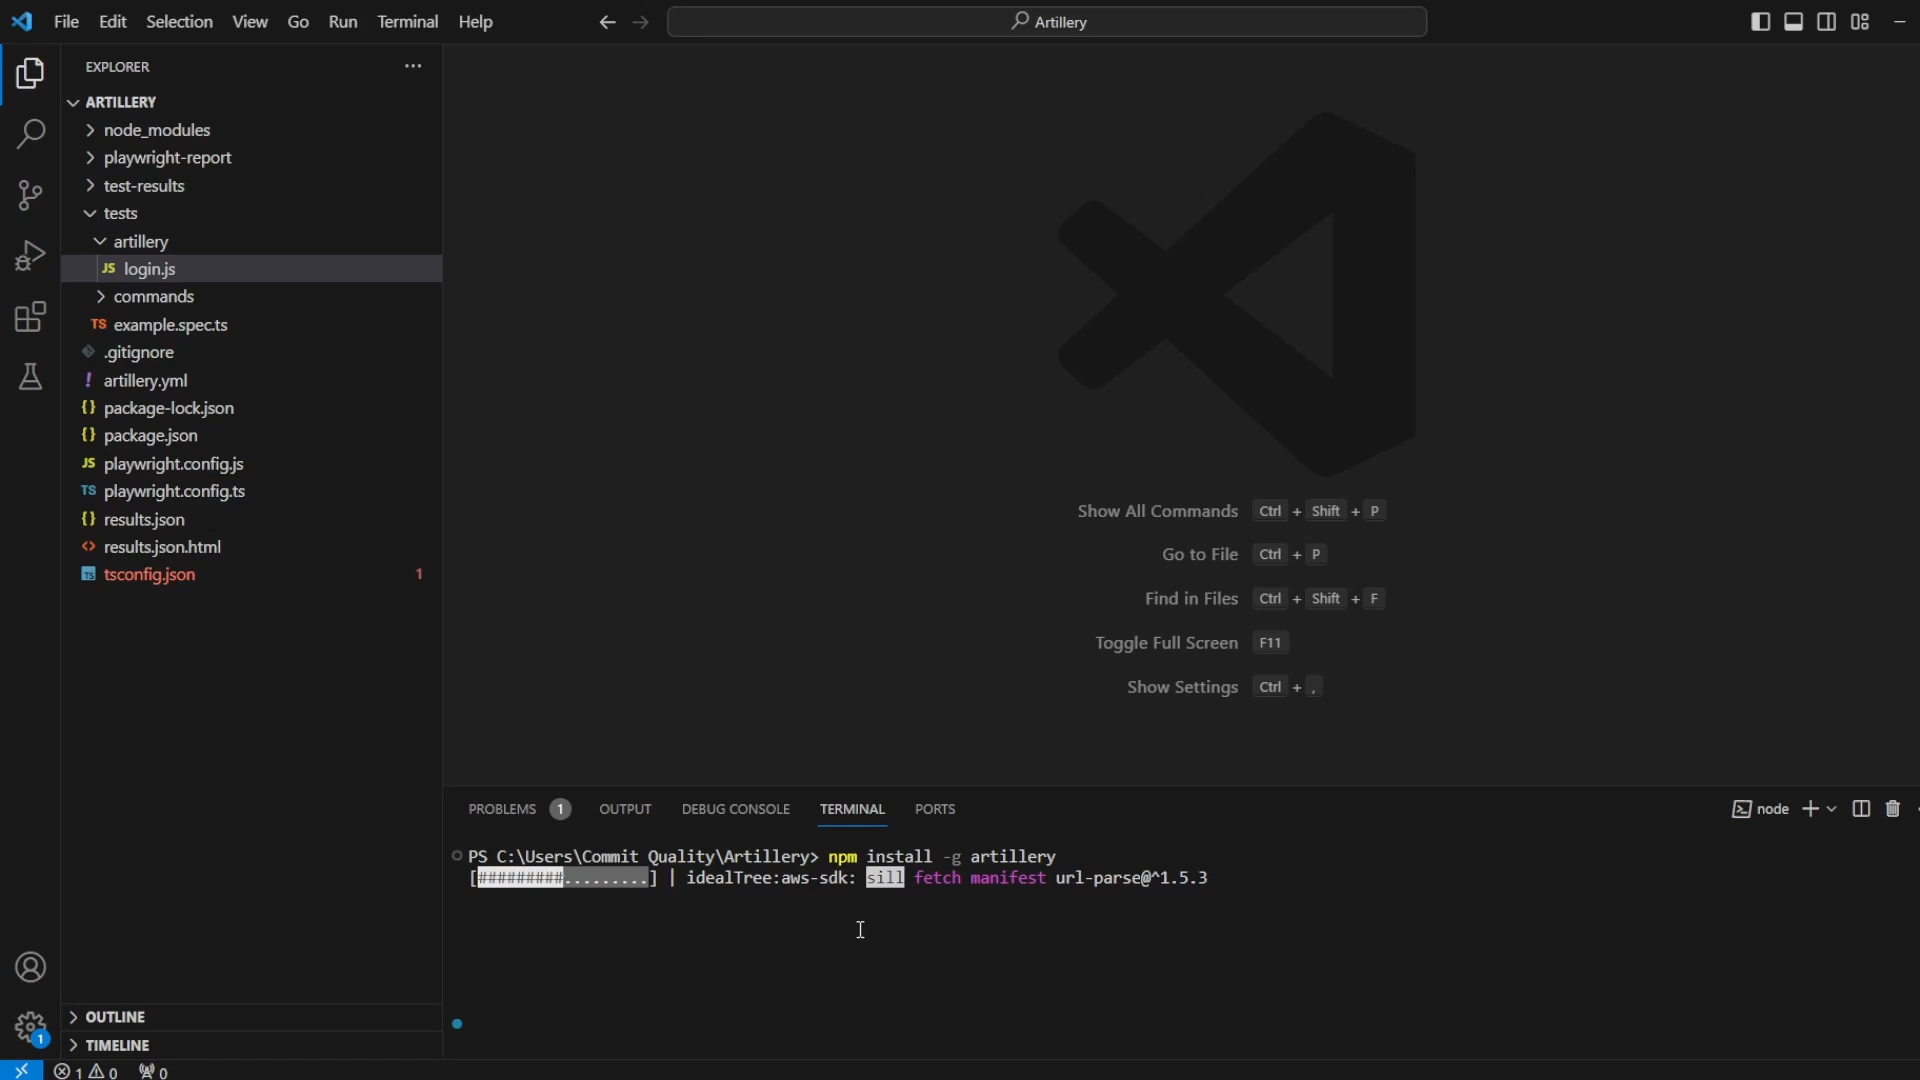 File Edit Selection View Go Run Terminal Help
Artillery
EXPLORER
ARTILLERY
node_modules
playwright-report
test-results
tests
artillery
JS login.js
commands
TS example.spec.ts
.gitignore
! artillery.yml
{} package-lock.json
{} package.json
JS playwright.config.js
TS playwright.config.ts
{} results.json
<> results.json.html
TS tsconfig.json 1
OUTLINE
TIMELINE
1
1 0 0
Show All Commands Ctrl + Shift + P
Go to File Ctrl + P
Find in Files Ctrl + Shift + F
Toggle Full Screen F11
Show Settings Ctrl + ,
PROBLEMS 1 OUTPUT DEBUG CONSOLE TERMINAL PORTS
node
PS C:\Users\Commit Quality\Artillery> npm install -g artillery
[#########.........] | idealTree:aws-sdk: sill fetch manifest url-parse@^1.5.3